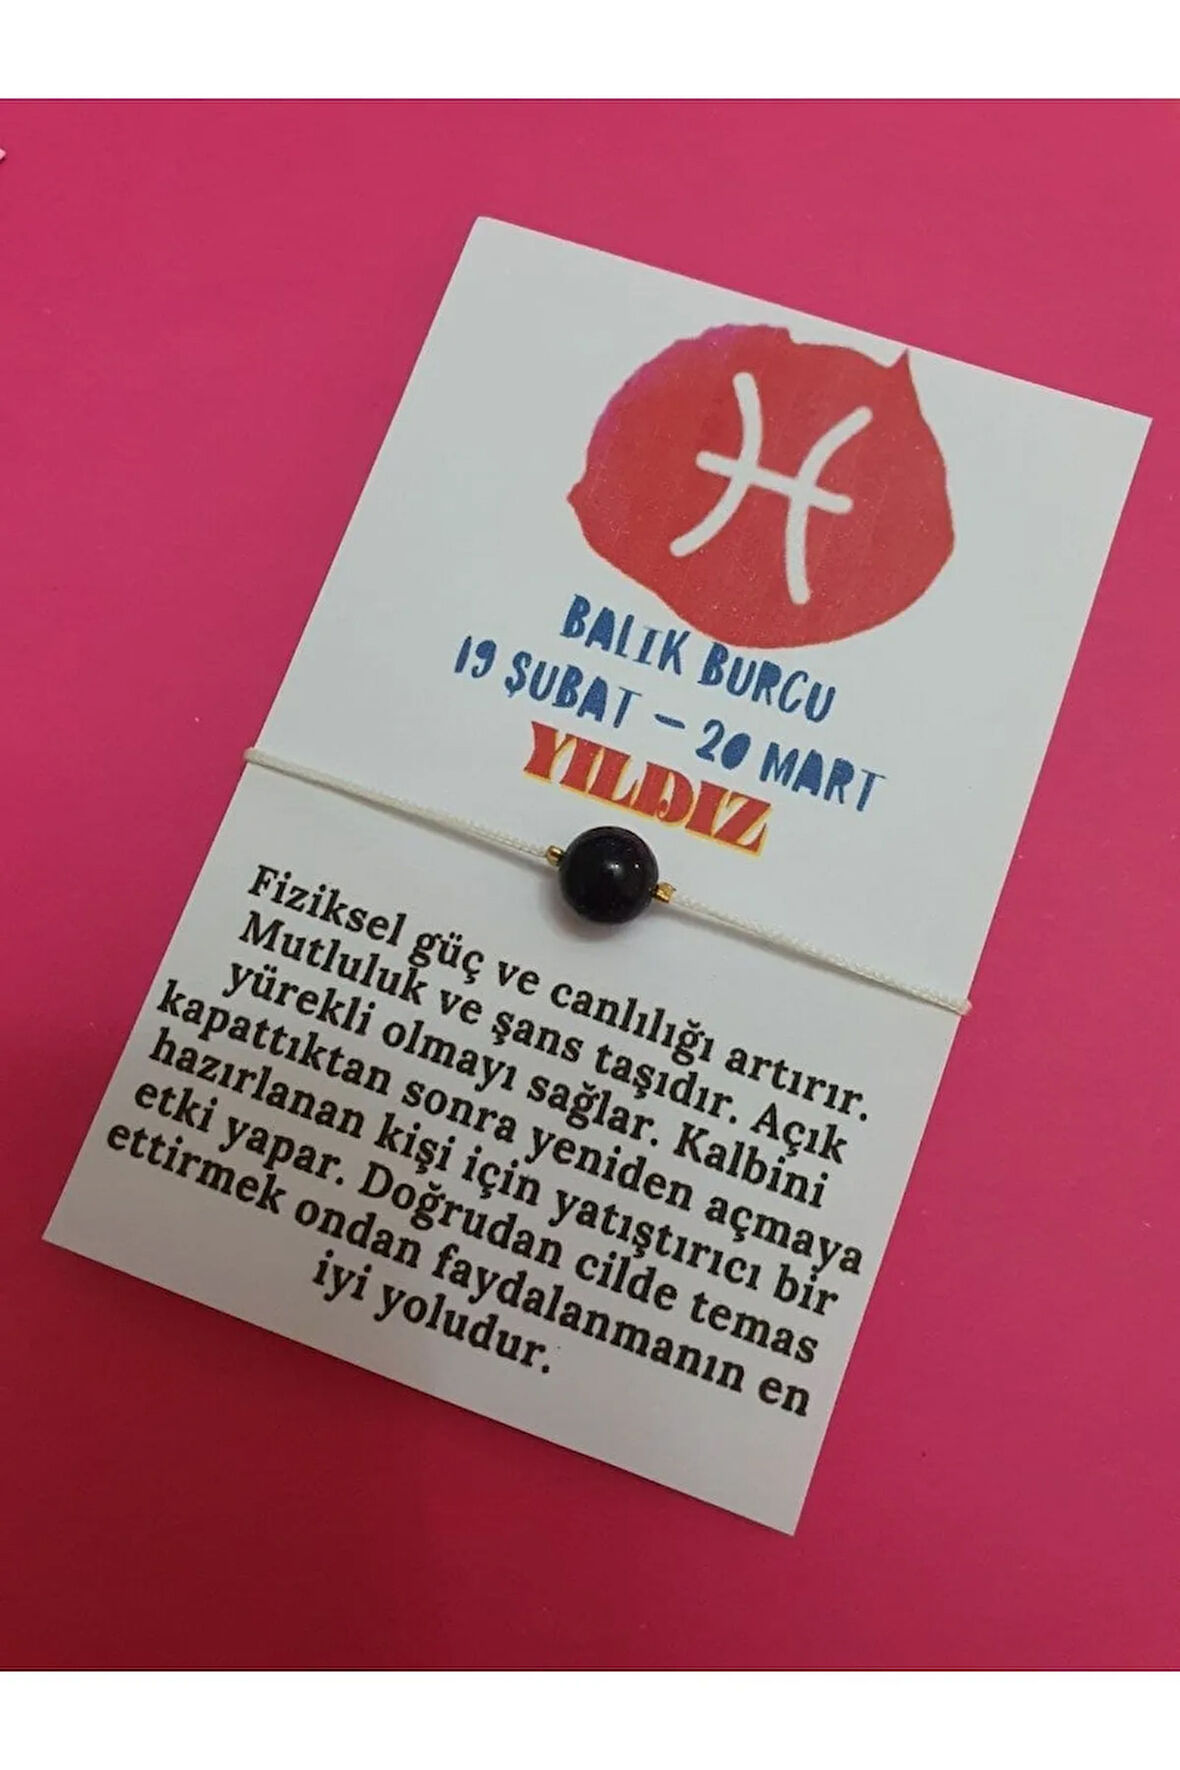 BALIK BURCU
19 ŞUBAT – 20 MART
YILDIZ
Fiziksel güç ve canlılığı artırır.
Mutluluk ve şans taşıdır. Açık
yürekli olmayı sağlar. Kalbini
kapattıktan sonra yeniden açmaya
hazırlanan kişi için yatıştırıcı bir
etki yapar. Doğrudan cilde temas
ettirmek ondan faydalanmanın en
iyi yoludur.